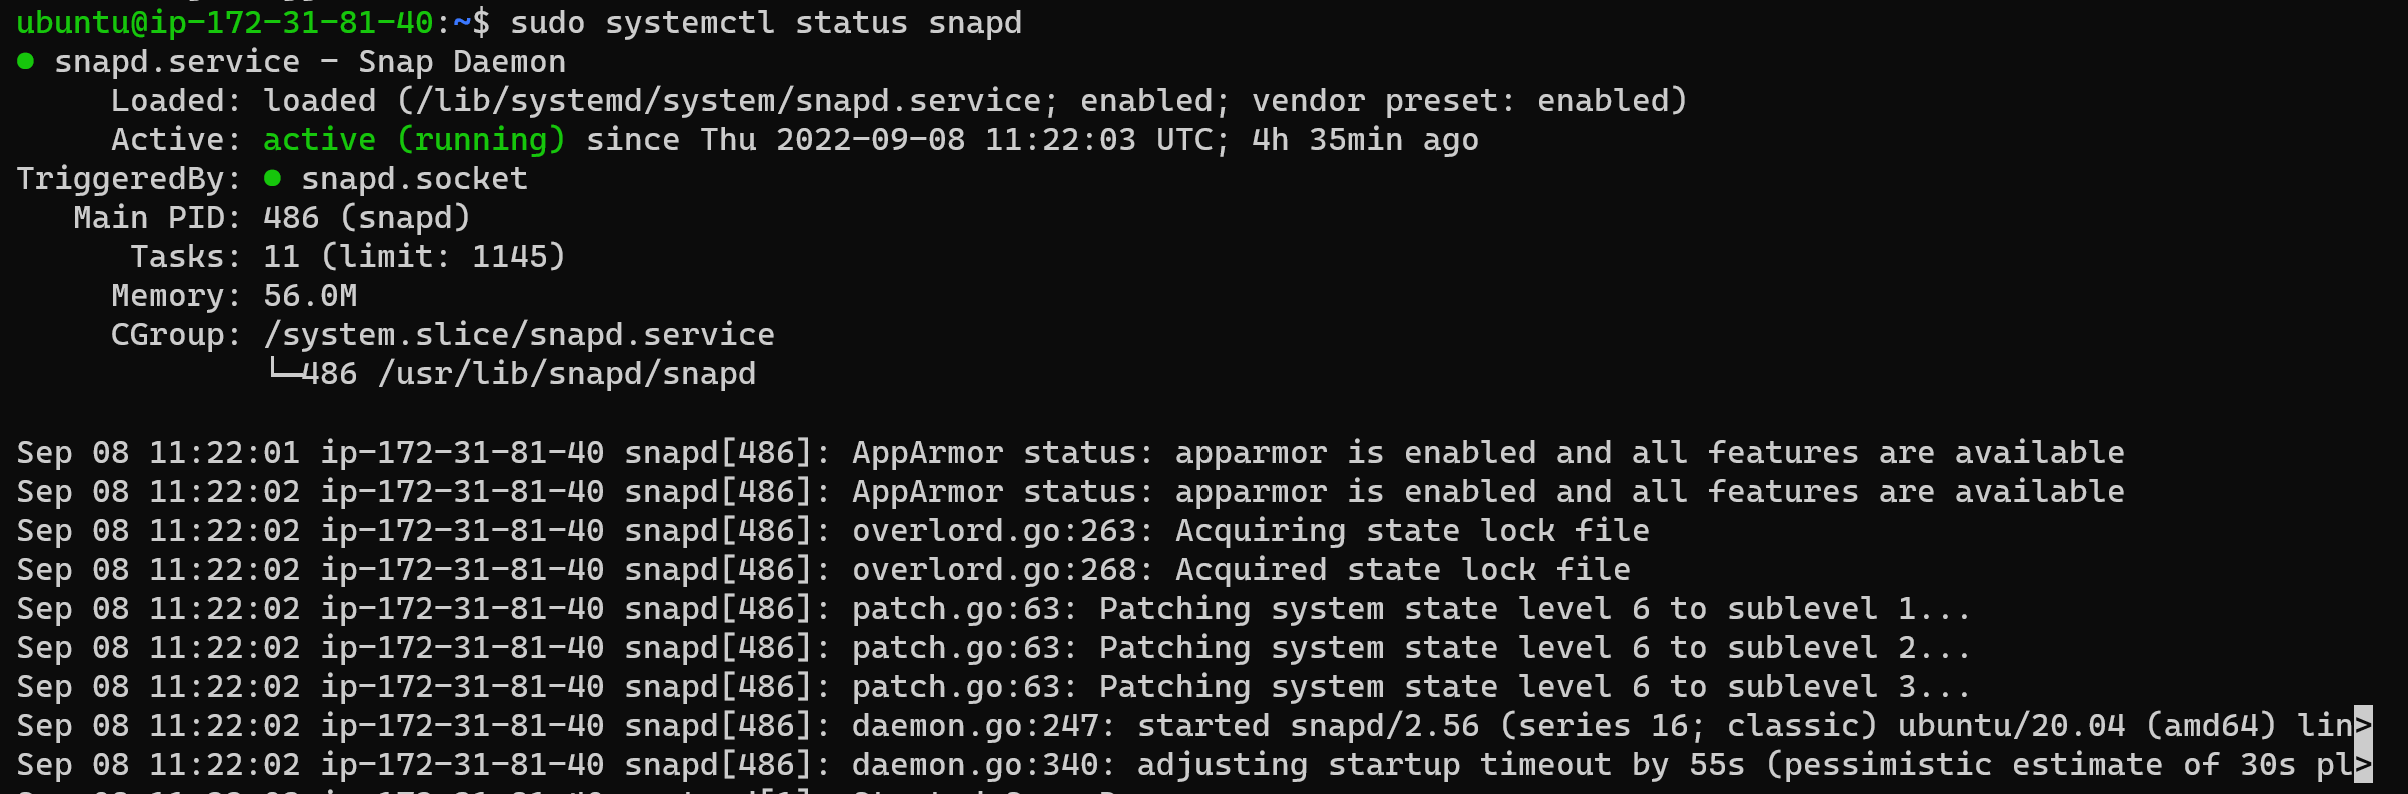 ubuntu@ip-172-31-81-40:~$ sudo systemctl status snapd
● snapd.service - Snap Daemon
     Loaded: loaded (/lib/systemd/system/snapd.service; enabled; vendor preset: enabled)
     Active: active (running) since Thu 2022-09-08 11:22:03 UTC; 4h 35min ago
TriggeredBy: ● snapd.socket
   Main PID: 486 (snapd)
      Tasks: 11 (limit: 1145)
     Memory: 56.0M
     CGroup: /system.slice/snapd.service
             └─486 /usr/lib/snapd/snapd
Sep 08 11:22:01 ip-172-31-81-40 snapd[486]: AppArmor status: apparmor is enabled and all features are available
Sep 08 11:22:02 ip-172-31-81-40 snapd[486]: AppArmor status: apparmor is enabled and all features are available
Sep 08 11:22:02 ip-172-31-81-40 snapd[486]: overlord.go:263: Acquiring state lock file
Sep 08 11:22:02 ip-172-31-81-40 snapd[486]: overlord.go:268: Acquired state lock file
Sep 08 11:22:02 ip-172-31-81-40 snapd[486]: patch.go:63: Patching system state level 6 to sublevel 1...
Sep 08 11:22:02 ip-172-31-81-40 snapd[486]: patch.go:63: Patching system state level 6 to sublevel 2...
Sep 08 11:22:02 ip-172-31-81-40 snapd[486]: patch.go:63: Patching system state level 6 to sublevel 3...
Sep 08 11:22:02 ip-172-31-81-40 snapd[486]: daemon.go:247: started snapd/2.56 (series 16; classic) ubuntu/20.04 (amd64) lin>
Sep 08 11:22:02 ip-172-31-81-40 snapd[486]: daemon.go:340: adjusting startup timeout by 55s (pessimistic estimate of 30s pl>